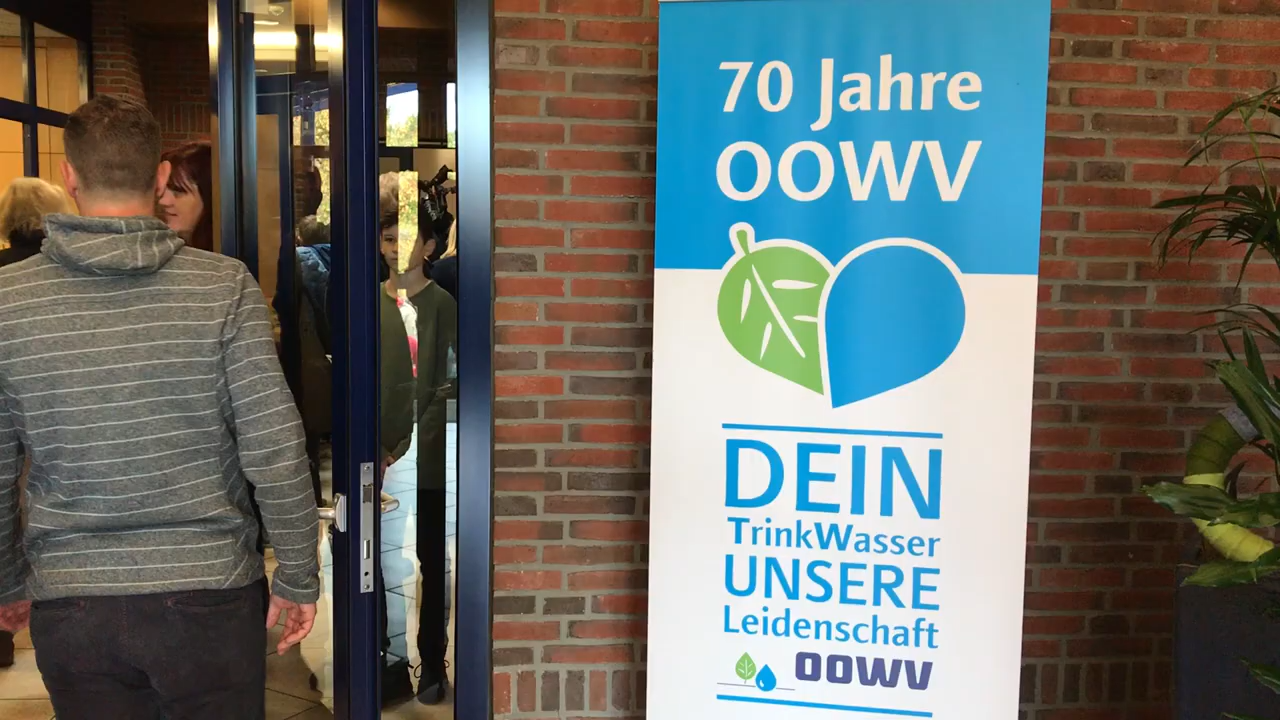 70 Jahre
OOWV
DEIN
TrinkWasser
UNSERE
Leidenschaft
OOWV